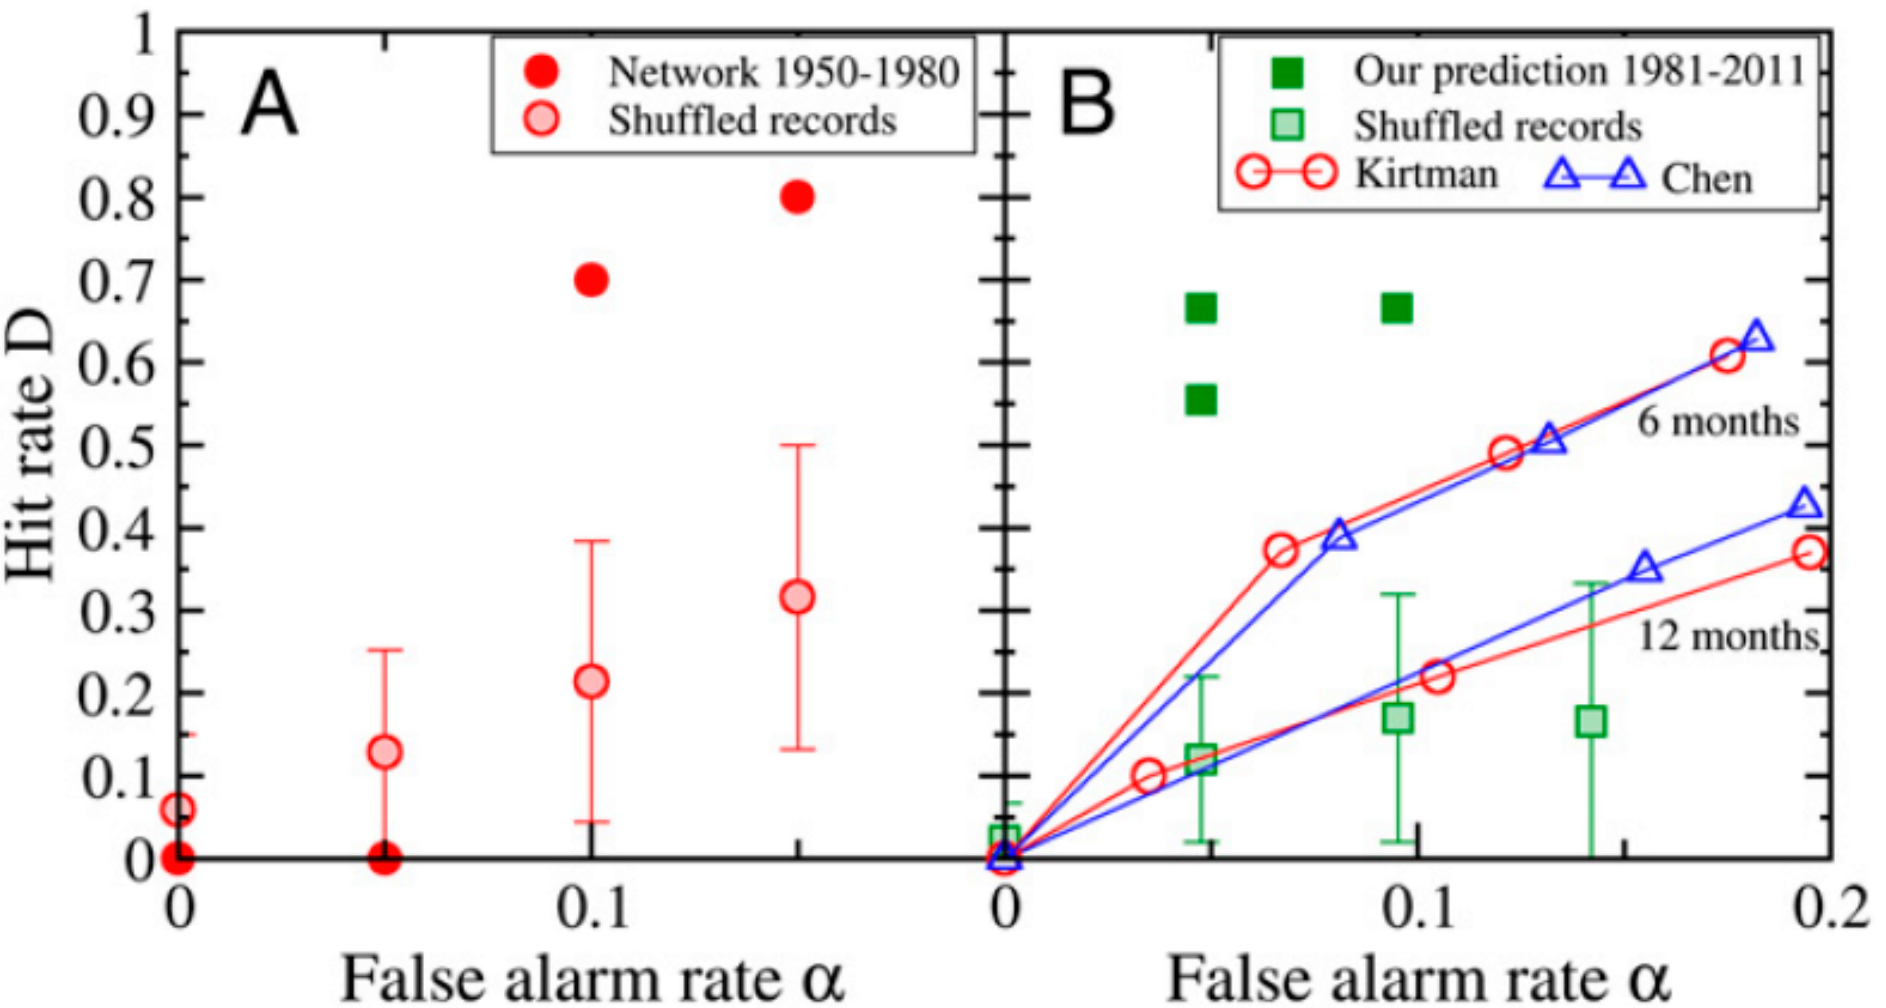 A
Network 1950-1980
Shuffled records
B
Our prediction 1981-2011
Shuffled records
Kirtman Chen
6 months
12 months
Hit rate D
1
0.9
0.8
0.7
0.6
0.5
0.4
0.3
0.2
0.1
0
0 0.1 0 0.1 0.2
False alarm rate α False alarm rate α